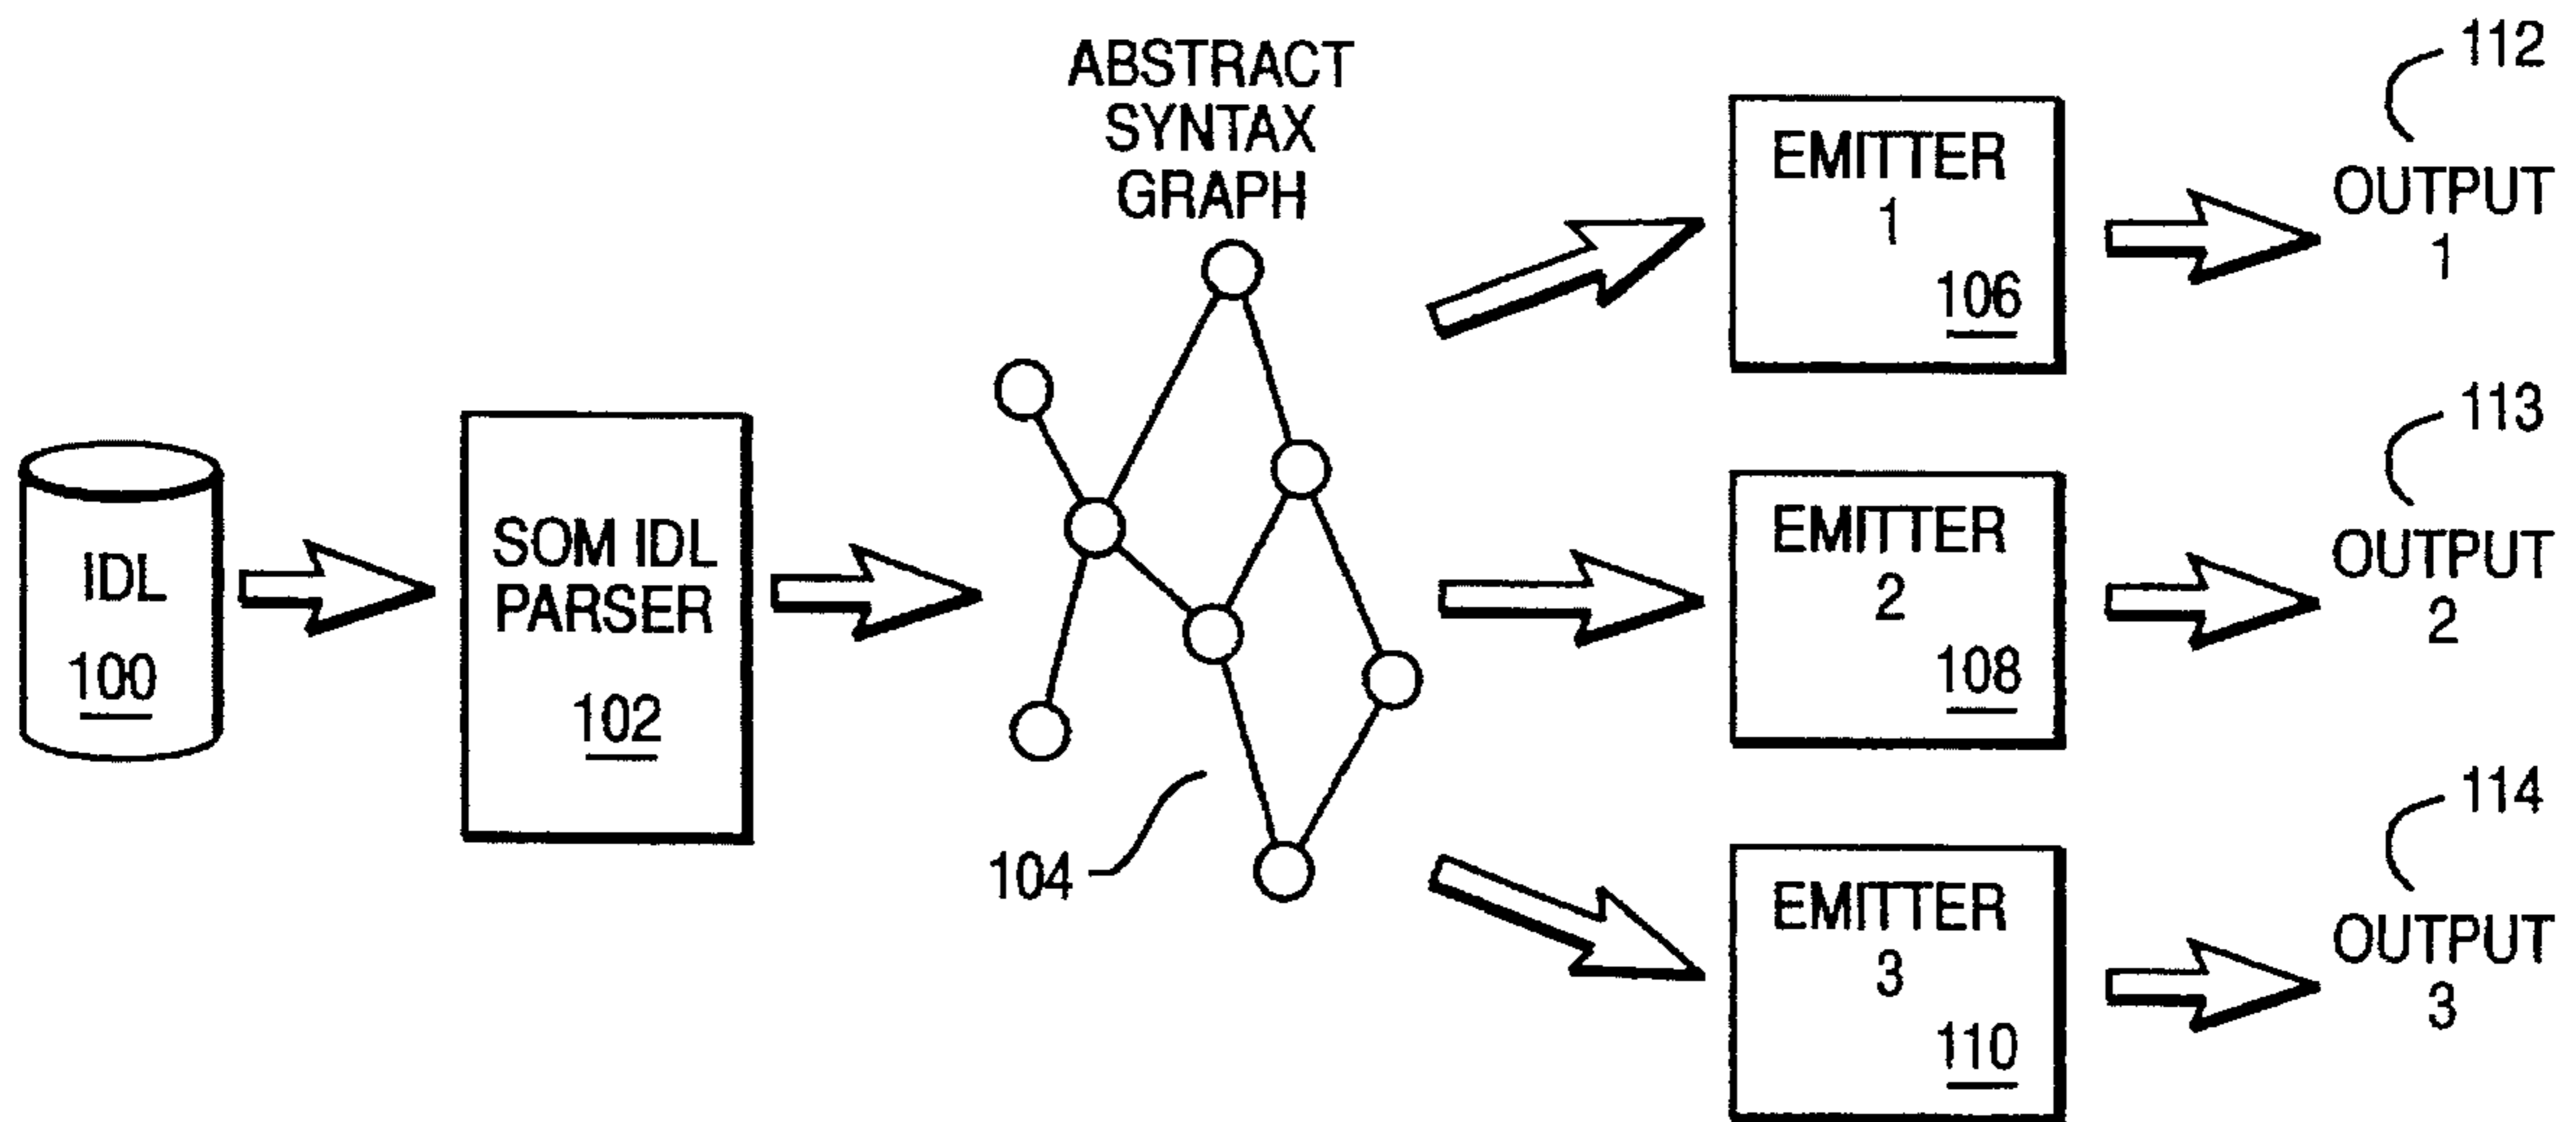 IDL
100
SOM IDL
PARSER
102
ABSTRACT
SYNTAX
GRAPH
104
EMITTER
1
106
112
OUTPUT
1
EMITTER
2
108
113
OUTPUT
2
EMITTER
3
110
114
OUTPUT
3